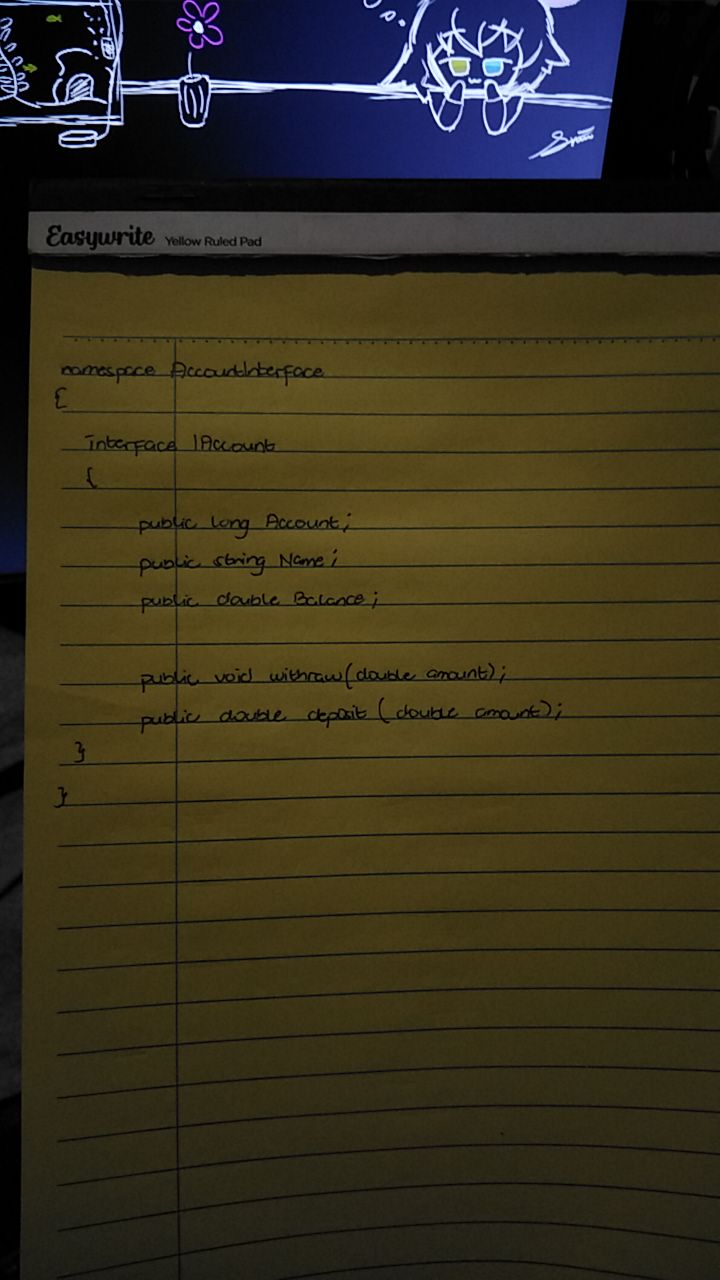 Easywrite Yellow Ruled Pad
namespace AccountInterface
{
interface IAccount
{
public long Account;
public string Name;
public double Balance;
public void withraw(double amount);
public double deposit (double amount);
}
}